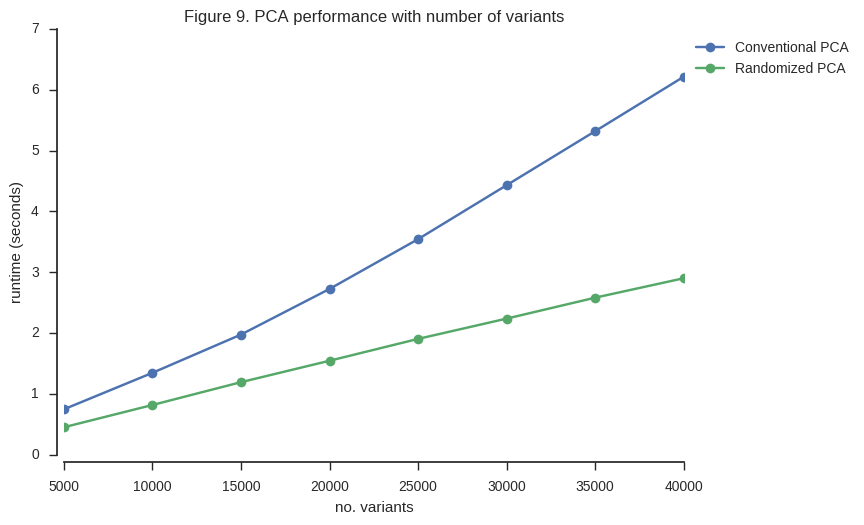 Figure 9. PCA performance with number of variants
Conventional PCA
Randomized PCA
runtime (seconds)
7
6
5
4
3
2
1
0
5000 10000 15000 20000 25000 30000 35000 40000
no. variants